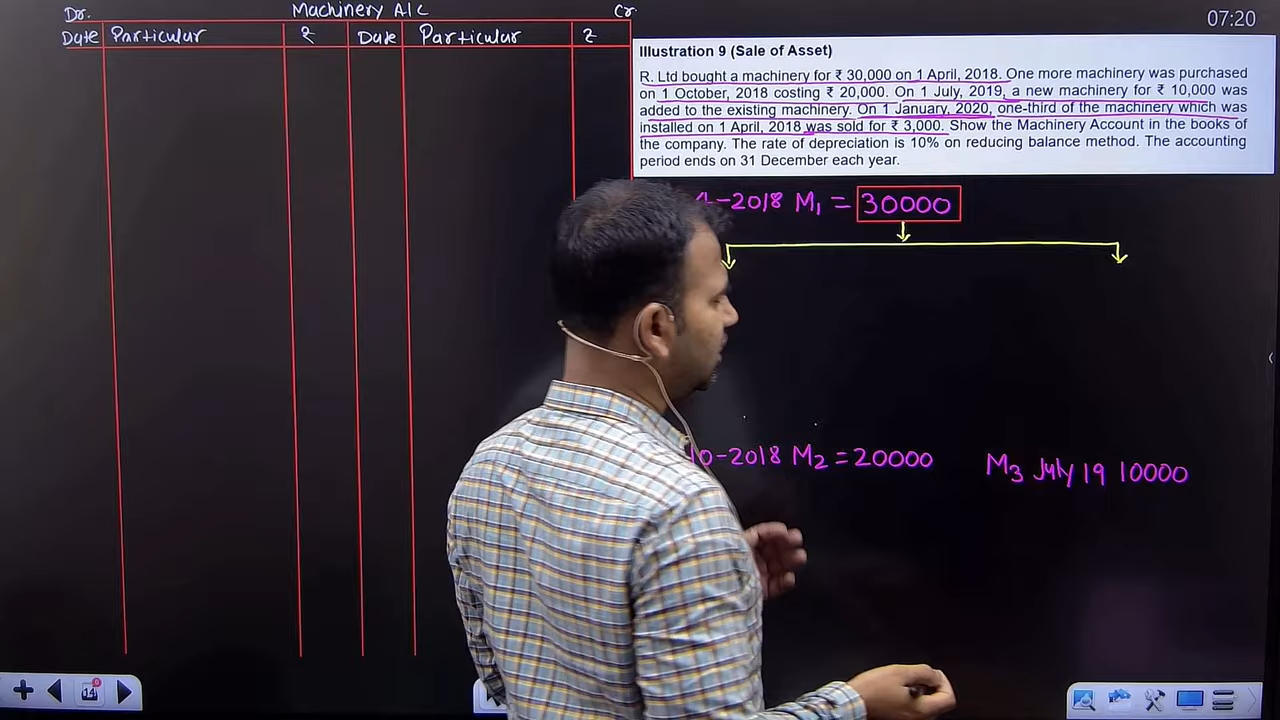 Dr. Machinery A/c Cr.
Date Particular ₹ Date Particular ₹
07:20
Illustration 9 (Sale of Asset)
R. Ltd bought a machinery for ₹ 30,000 on 1 April, 2018. One more machinery was purchased
on 1 October, 2018 costing ₹ 20,000. On 1 July, 2019, a new machinery for ₹ 10,000 was
added to the existing machinery. On 1 January, 2020, one-third of the machinery which was
installed on 1 April, 2018 was sold for ₹ 3,000. Show the Machinery Account in the books of
the company. The rate of depreciation is 10% on reducing balance method. The accounting
period ends on 31 December each year.
-2018 M₁ = 30000
10-2018 M₂ = 20000
M₃ July 19 10000
14